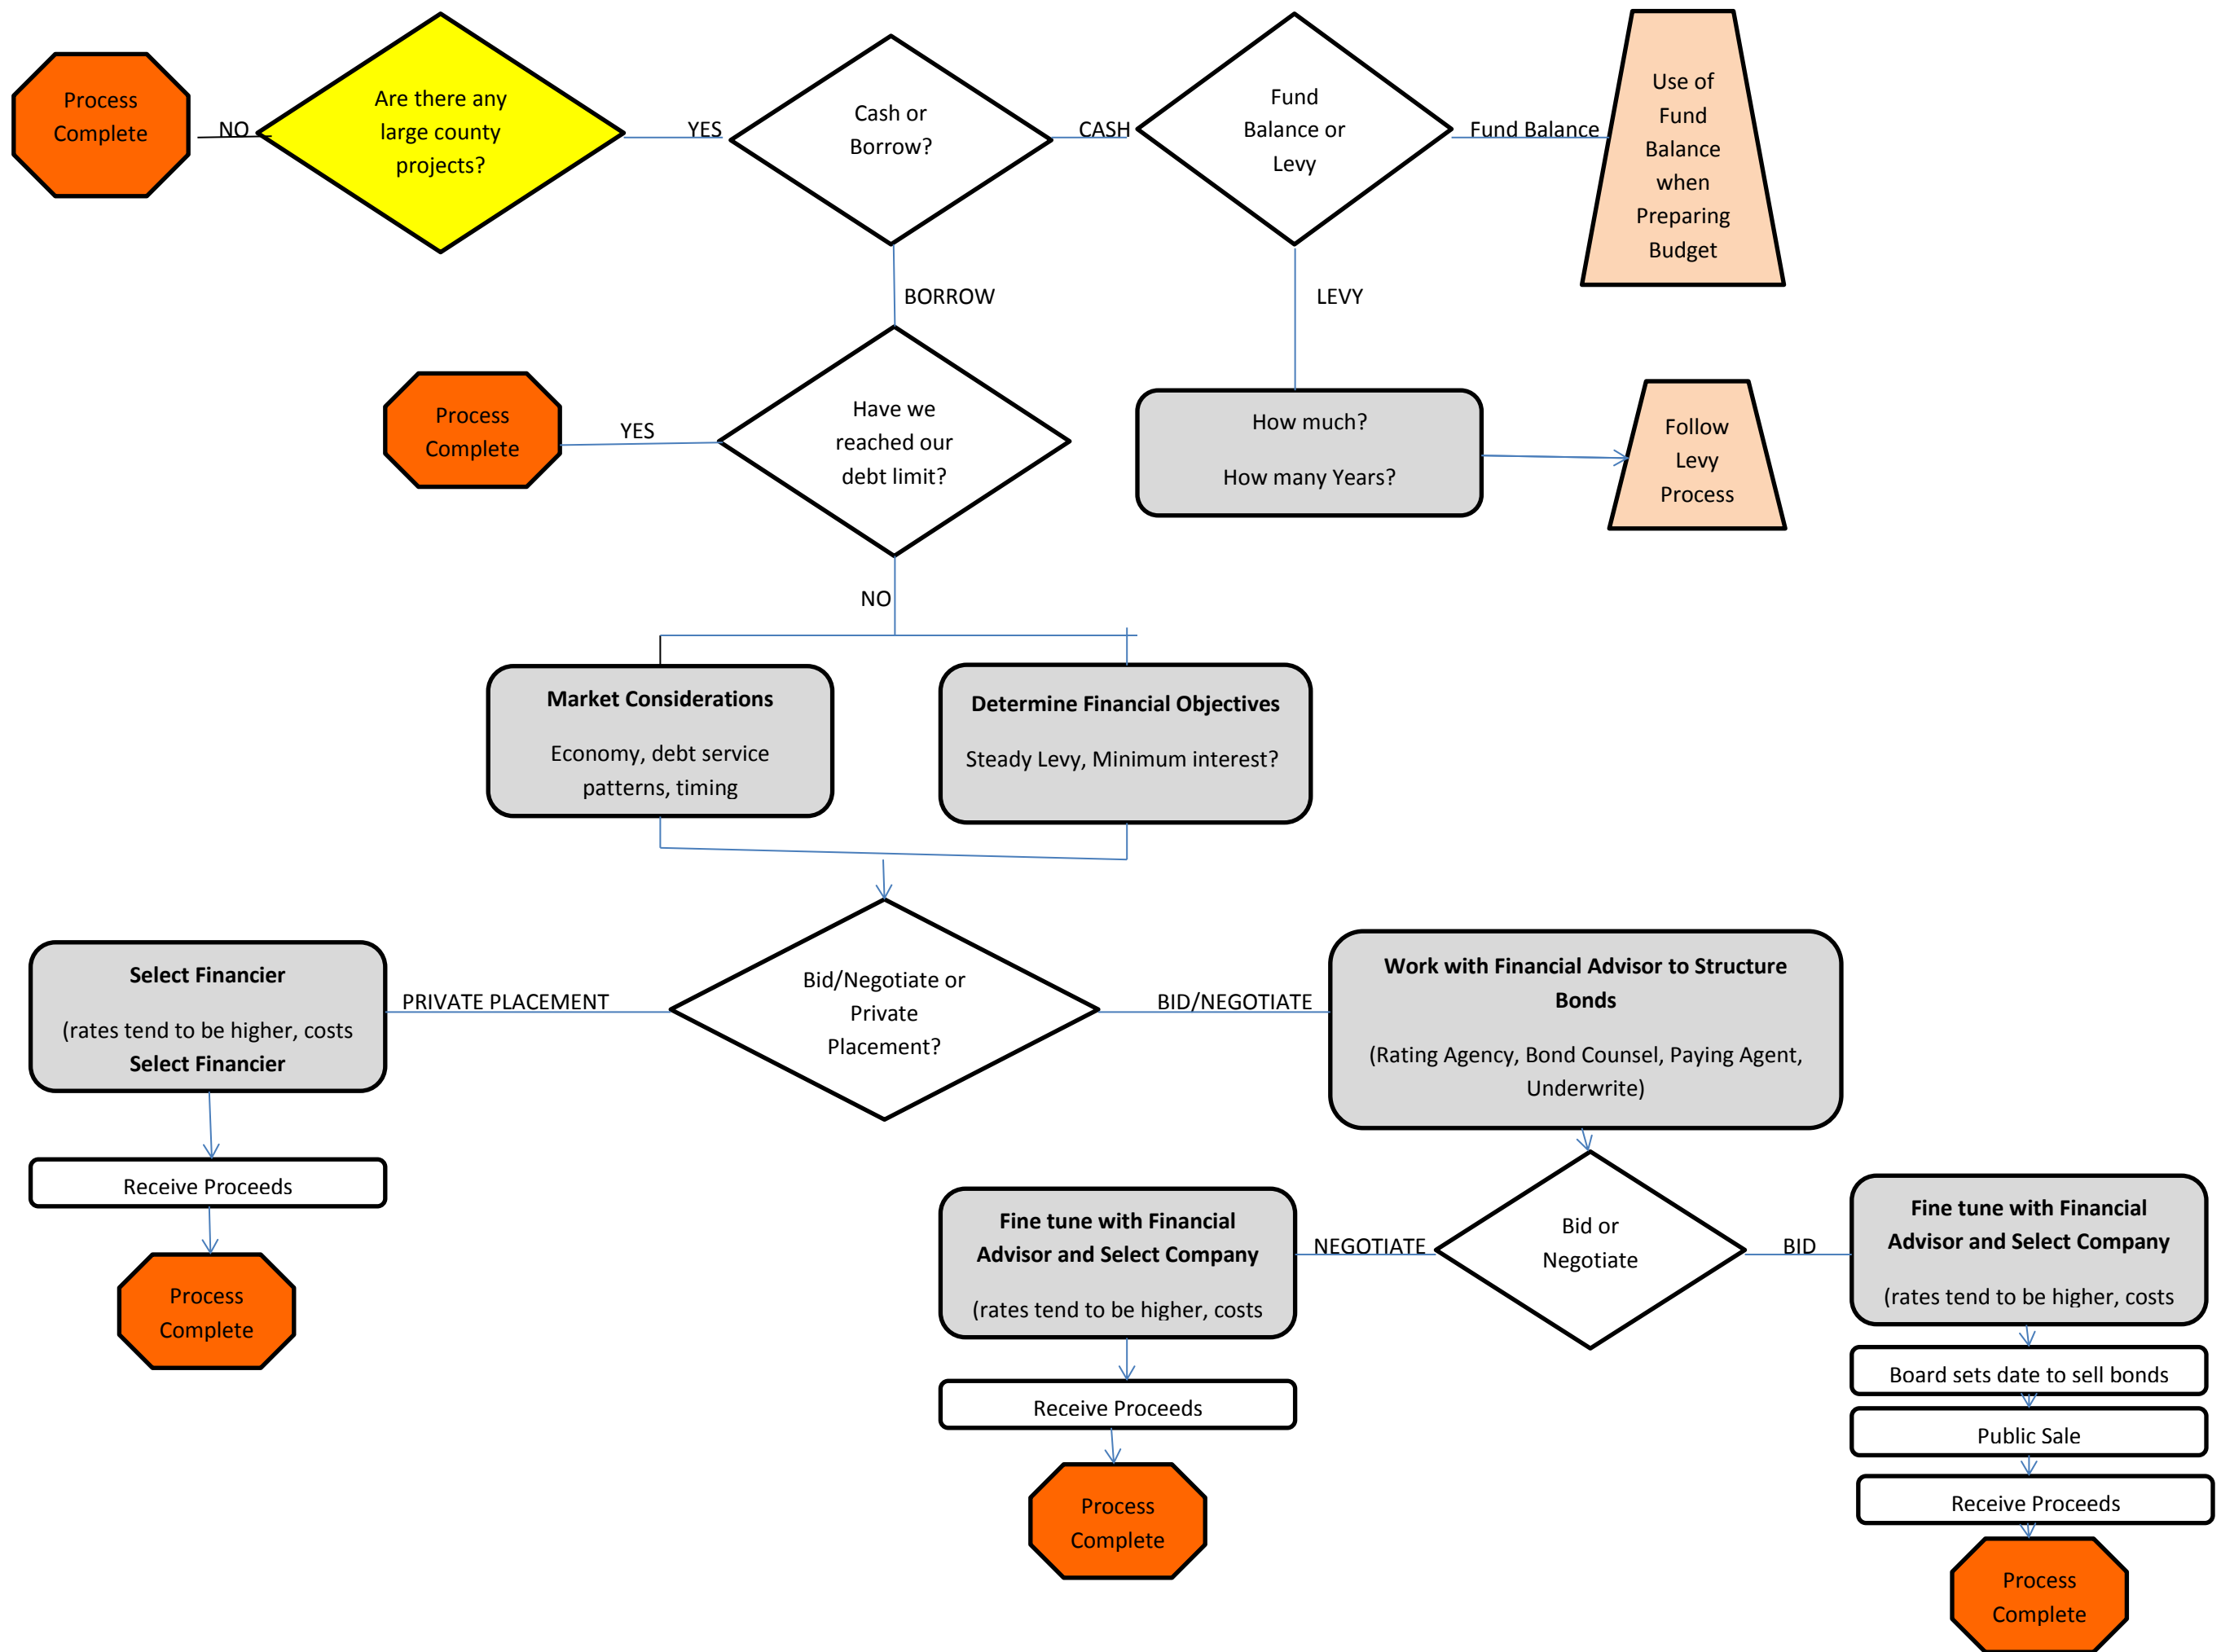 Process
Complete
NO
Are there any
large county
projects?
YES
Cash or
Borrow?
CASH
Fund
Balance or
Levy
Fund Balance
Use of
Fund
Balance
when
Preparing
Budget
BORROW
LEVY
Process
Complete
YES
Have we
reached our
debt limit?
How much?
How many Years?
Follow
Levy
Process
NO
Market Considerations
Economy, debt service
patterns, timing
Determine Financial Objectives
Steady Levy, Minimum interest?
Select Financier
(rates tend to be higher, costs
Select Financier
PRIVATE PLACEMENT
Bid/Negotiate or
Private
Placement?
BID/NEGOTIATE
Work with Financial Advisor to Structure
Bonds
(Rating Agency, Bond Counsel, Paying Agent,
Underwrite)
Receive Proceeds
Process
Complete
Fine tune with Financial
Advisor and Select Company
(rates tend to be higher, costs
NEGOTIATE
Bid or
Negotiate
BID
Fine tune with Financial
Advisor and Select Company
(rates tend to be higher, costs
Receive Proceeds
Process
Complete
Board sets date to sell bonds
Public Sale
Receive Proceeds
Process
Complete